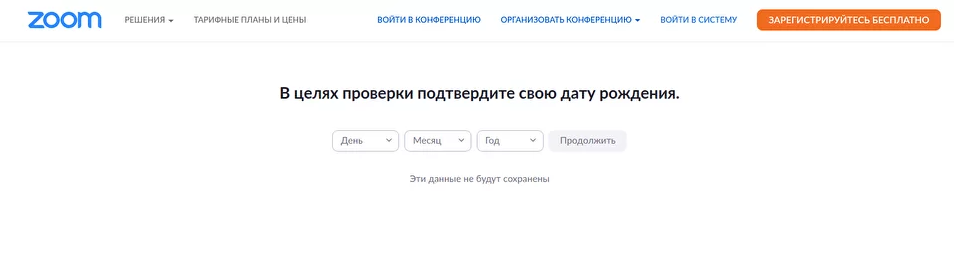 zoom РЕШЕНИЯ ТАРИФНЫЕ ПЛАНЫ И ЦЕНЫ ВОЙТИ В КОНФЕРЕНЦИЮ ОРГАНИЗОВАТЬ КОНФЕРЕНЦИЮ ВОЙТИ В СИСТЕМУ ЗАРЕГИСТРИРУЙТЕСЬ БЕСПЛАТНО
В целях проверки подтвердите свою дату рождения.
День Месяц Год Продолжить
Эти данные не будут сохранены